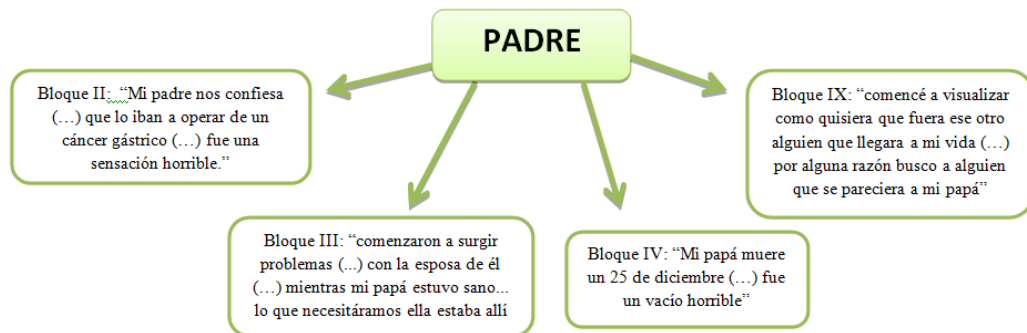 PADRE
Bloque II: “Mi padre nos confiesa
(…) que lo iban a operar de un
cáncer gástrico (…) fue una
sensación horrible.”
Bloque III: “comenzaron a surgir
problemas (...) con la esposa de él
(…) mientras mi papá estuvo sano...
lo que necesitáramos ella estaba allí
Bloque IV: “Mi papá muere
un 25 de diciembre (…) fue
un vacío horrible”
Bloque IX: “comencé a visualizar
como quisiera que fuera ese otro
alguien que llegara a mi vida (…)
por alguna razón busco a alguien
que se pareciera a mi papá”